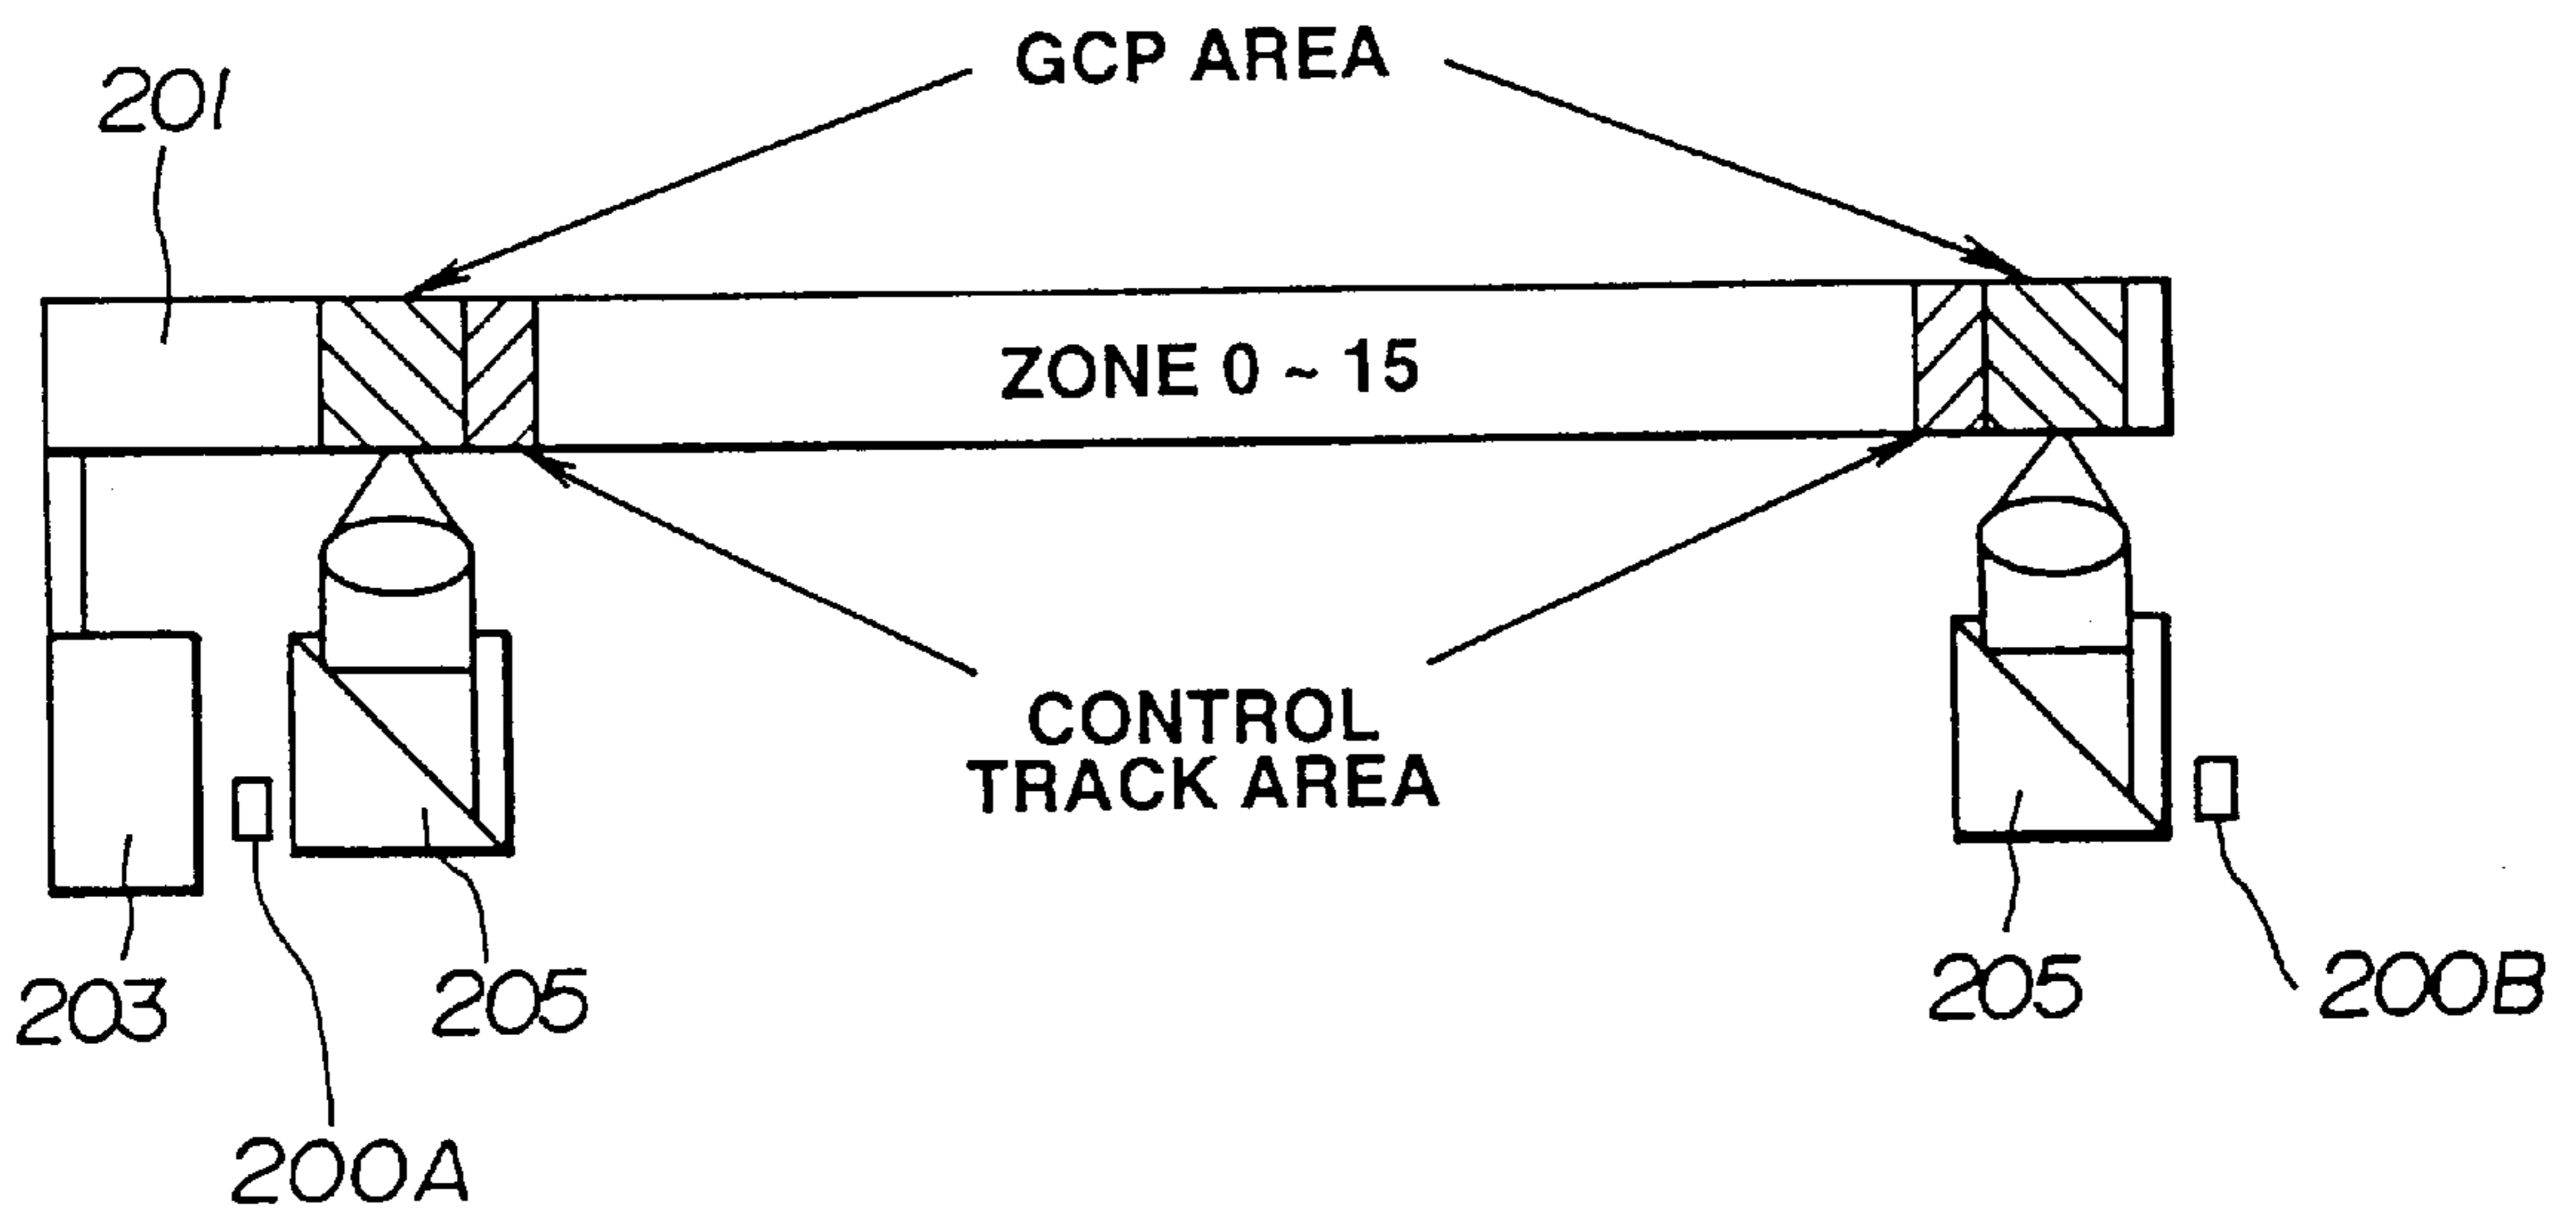 GCP AREA
201
ZONE 0 ~ 15
CONTROL
TRACK AREA
203
205
205
200B
200A